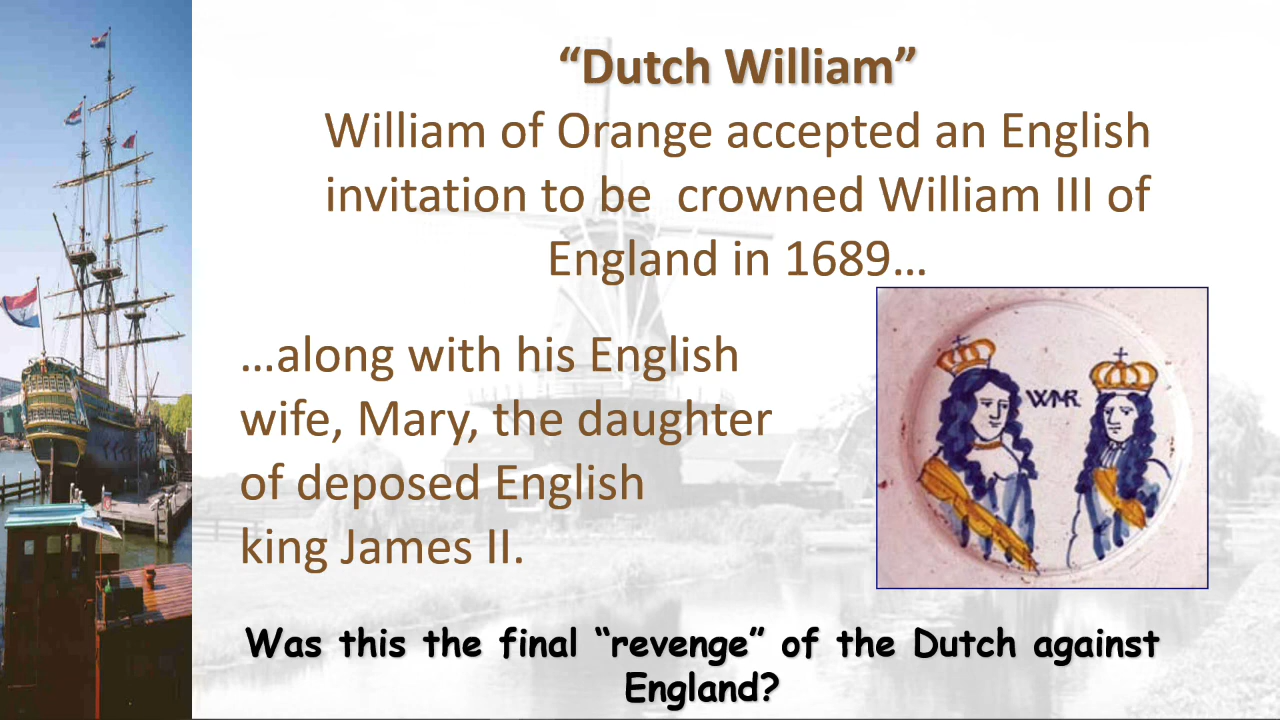 “Dutch William”
William of Orange accepted an English
invitation to be  crowned William III of
England in 1689…
…along with his English
wife, Mary, the daughter
of deposed English
king James II.
WMR
Was this the final “revenge” of the Dutch against
England?